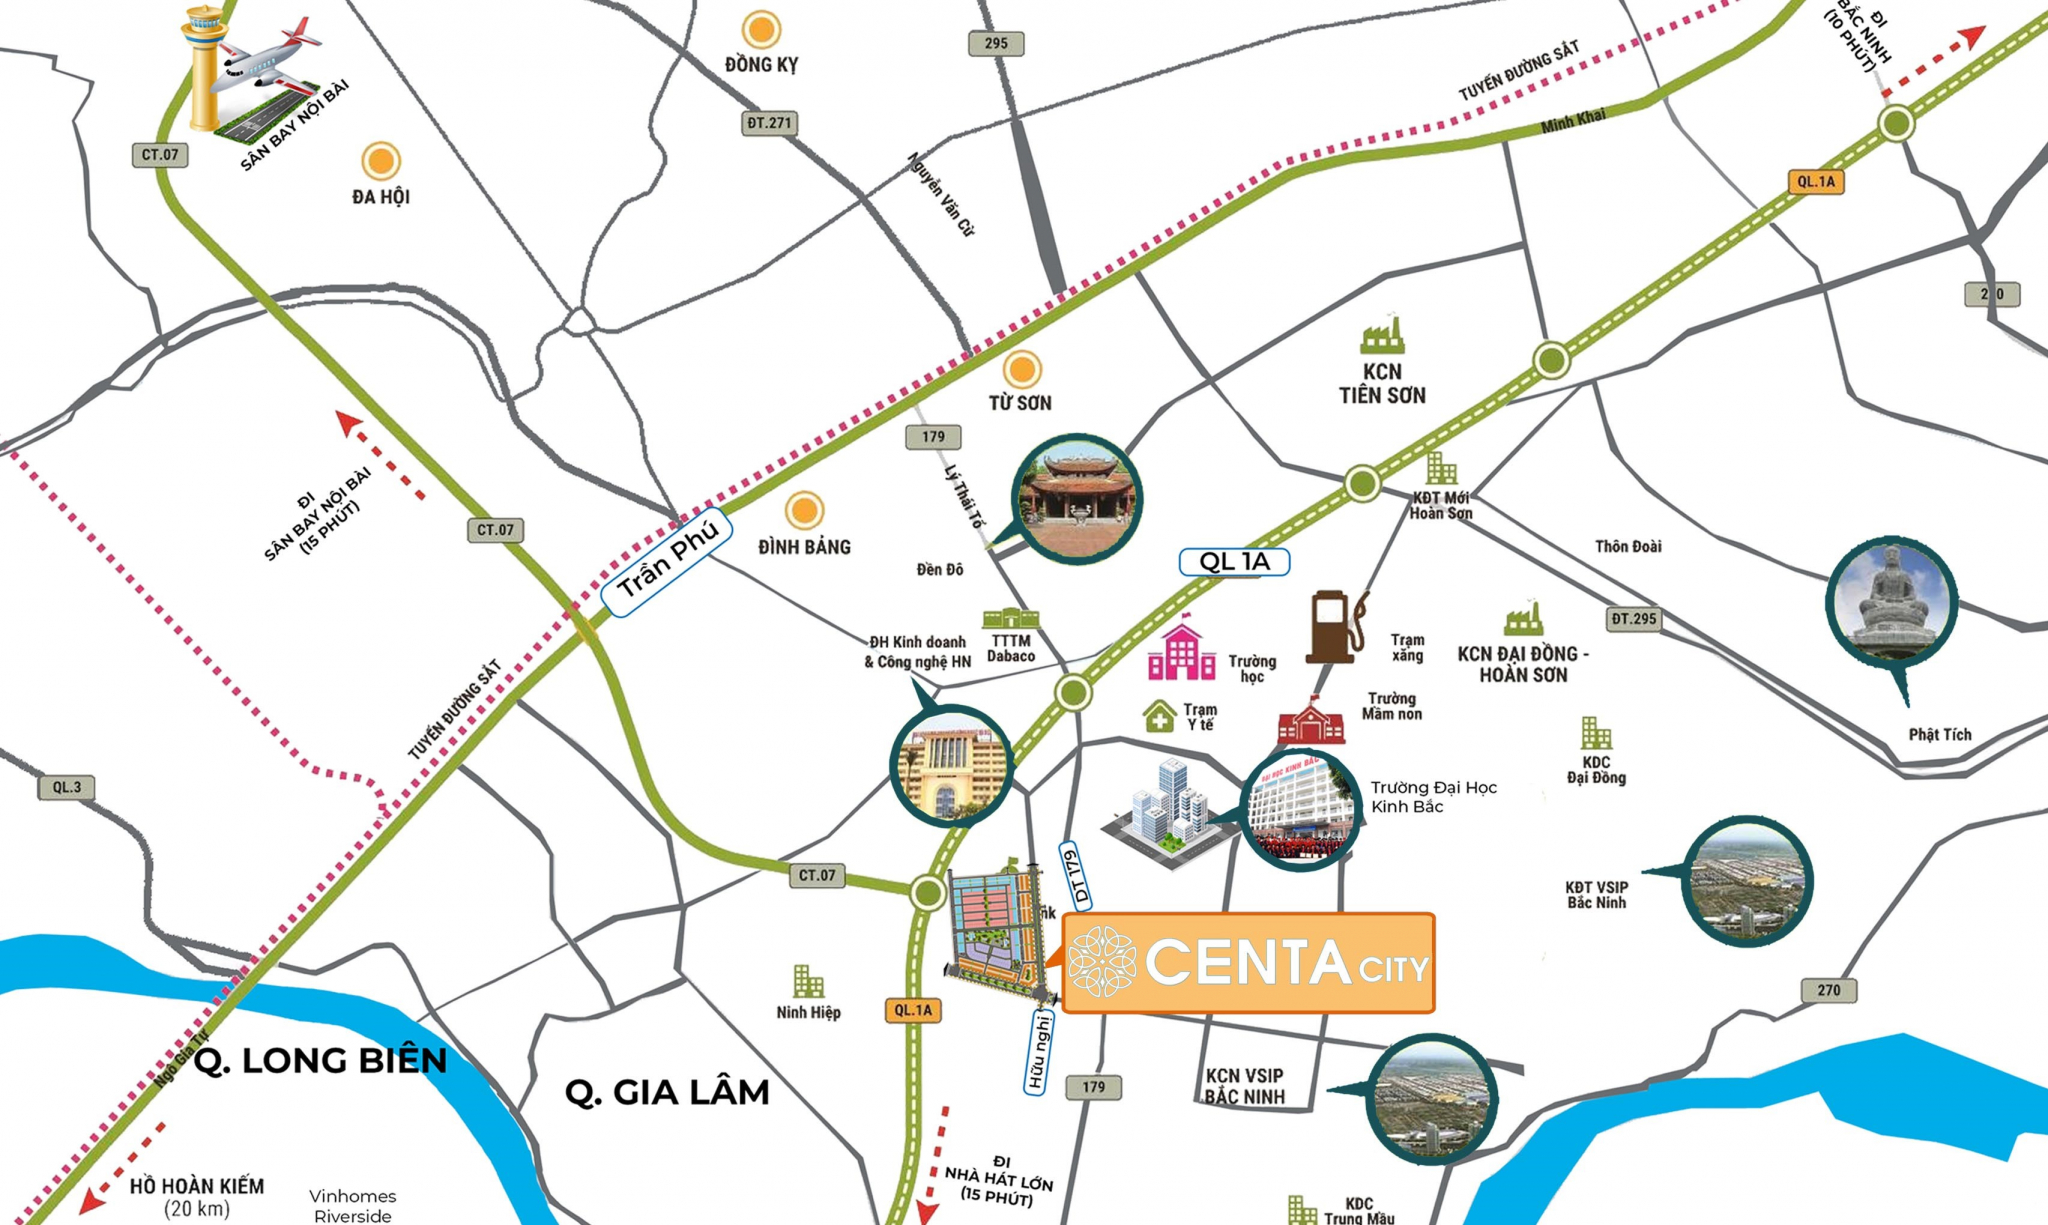 ĐI
BẮC NINH
(10 PHÚT)
ĐỒNG KỴ
295
TUYẾN ĐƯỜNG SẮT
SÂN BAY NỘI BÀI
CT.07
ĐT.271
Minh Khai
ĐA HỘI
Nguyễn Văn Cừ
QL.1A
TỪ SƠN
KCN
TIÊN SƠN
179
Lý Thái Tổ
ĐI
SÂN BAY NỘI BÀI
(15 PHÚT)
CT.07
Trần Phú
ĐÌNH BẢNG
KĐT Mới
Hoàn Sơn
Đền Đô
QL 1A
Thôn Đoài
ĐT.295
ĐH Kinh doanh
& Công nghệ HN
TTTM
Dabaco
Trường
học
Trạm
xăng
KCN ĐẠI ĐỒNG -
HOÀN SƠN
Trạm
Y tế
Trường
Mầm non
TUYẾN ĐƯỜNG SẮT
Phật Tích
KDC
Đại Đồng
QL.3
ĐẠI HỌC KINH BẮC
Trường Đại Học
Kinh Bắc
CT.07
DT 179
KĐT VSIP
Bắc Ninh
nk
CENTA CITY
270
Ninh Hiệp
QL.1A
Hữu nghị
Ngô Gia Tự
Q. LONG BIÊN
Q. GIA LÂM
179
KCN VSIP
BẮC NINH
HỒ HOÀN KIẾM
(20 km)
Vinhomes
Riverside
ĐI
NHÀ HÁT LỚN
(15 PHÚT)
KDC
Trung Mầu